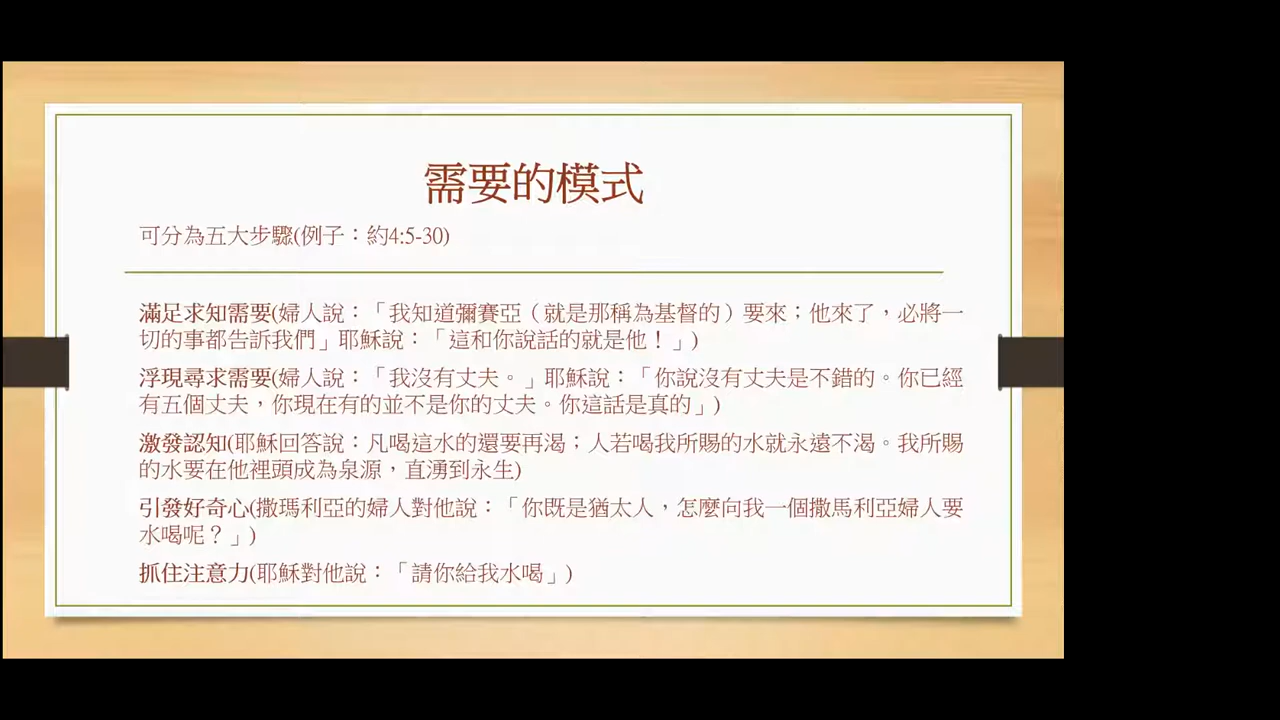 需要的模式
可分為五大步驟(例子：約4:5-30)
滿足求知需要(婦人說：「我知道彌賽亞（就是那稱為基督的）要來；他來了，必將一
切的事都告訴我們」耶穌說：「這和你說話的就是他！」)
浮現尋求需要(婦人說：「我沒有丈夫。」耶穌說：「你說沒有丈夫是不錯的。你已經
有五個丈夫，你現在有的並不是你的丈夫。你這話是真的」)
激發認知(耶穌回答說：凡喝這水的還要再渴；人若喝我所賜的水就永遠不渴。我所賜
的水要在他裡頭成為泉源，直湧到永生)
引發好奇心(撒瑪利亞的婦人對他說：「你既是猶太人，怎麼向我一個撒馬利亞婦人要
水喝呢？」)
抓住注意力(耶穌對他說：「請你給我水喝」)